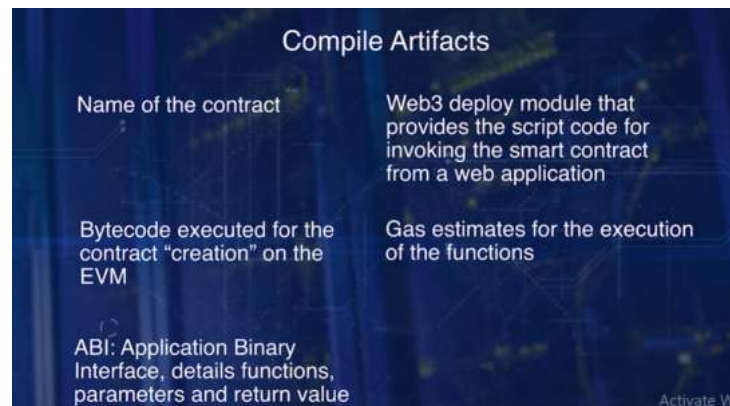 Compile Artifacts
Name of the contract
Web3 deploy module that
provides the script code for
invoking the smart contract
from a web application
Bytecode executed for the
contract “creation” on the
EVM
Gas estimates for the execution
of the functions
ABI: Application Binary
Interface, details functions,
parameters and return value
Activate W